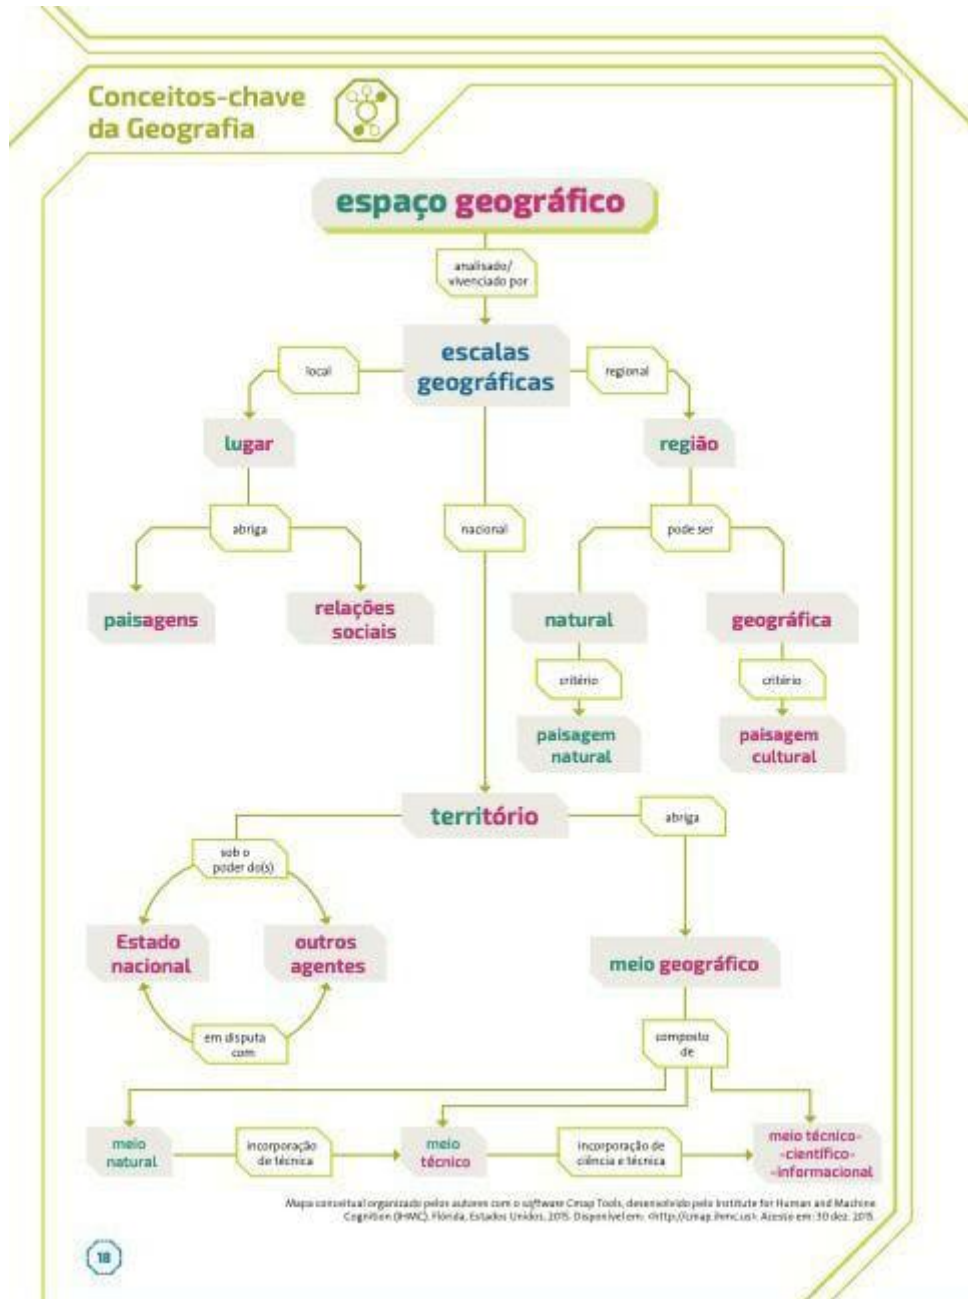 Conceitos-chave
da Geografia
espaço geográfico
analisado/
vivenciado por
escalas
geográficas
local
regional
lugar
região
abriga
nacional
pode ser
paisagens
relações
sociais
natural
geográfica
critério
critério
paisagem
natural
paisagem
cultural
território
abriga
sob o
poder do(s)
Estado
nacional
outros
agentes
meio geográfico
em disputa
com
composto
de
meio
natural
incorporação
de técnica
meio
técnico
incorporação de
ciência e técnica
meio técnico-
-científico-
-informacional
Mapa conceitual organizado pelos autores com o software Cmap Tools, desenvolvido pelo Institute for Human and Machine
Cognition (IHMC). Flórida, Estados Unidos, 2015. Disponível em: <http://cmap.ihmc.us>. Acesso em: 30 dez. 2015.
18